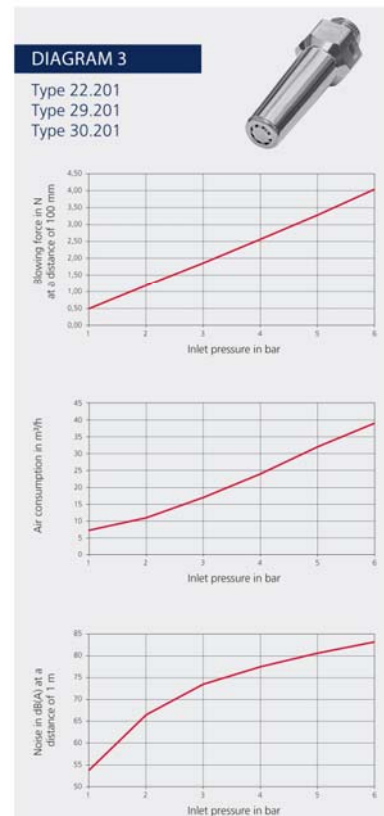 DIAGRAM 3
Type 22.201
Type 29.201
Type 30.201
Blowing force in N
at a distance of 100 mm
4,50
4,00
3,50
3,00
2,50
2,00
1,50
1,00
0,50
0,00
1 2 3 4 5 6
Inlet pressure in bar
Air consumption in m³/h
45
40
35
30
25
20
15
10
5
0
1 2 3 4 5 6
Inlet pressure in bar
Noise in dB(A) at a
distance of 1 m
85
80
75
70
65
60
55
50
1 2 3 4 5 6
Inlet pressure in bar